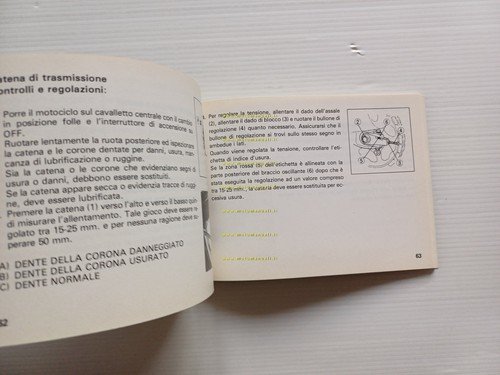 atena di trasmissione
ontrolli e regolazioni:
Porre il motociclo sul cavalletto centrale con il cambio
in posizione folle e l'interruttore di accensione su
OFF.
Ruotare lentamente la ruota posteriore ed ispezionare
la catena e le corone dentate per danni, usura, man-
canza di lubrificazione o ruggine.
Sia la catena o le corone che evidenziano segni di
usura o danni, debbono essere sostituiti.
Se la catena appare secca o evidenzia tracce di ruggi-
ne, deve essere lubrificata.
Premere la catena (1) verso l'alto e verso il basso quin-
di misurare l'allentamento. Tale gioco deve essere re-
golato tra 15-25 mm. e per nessuna ragione deve su-
perare 50 mm.
A) DENTE DELLA CORONA DANNEGGIATO
B) DENTE DELLA CORONA USURATO
C) DENTE NORMALE
62
Per regolare la tensione, allentare il dado dell'assale
(2), allentare il dado di blocco (3) e ruotare il bullone di
regolazione (4) quanto necessario. Assicurarsi che il
bullone di regolazione si trovi sullo stesso segno in
ambedue i lati.
Quando viene regolata la tensione, controllare l'eti-
chetta di indice d'usura.
Se la zona rossa (5) dell'etichetta è allineata con la
parte posteriore del braccio oscillante (6) dopo che è
stata eseguita la regolazione ad un valore compreso
tra 15-25 mm, la catena deve essere sostituita per ec-
cessiva usura.
www.motomanuali.it
63